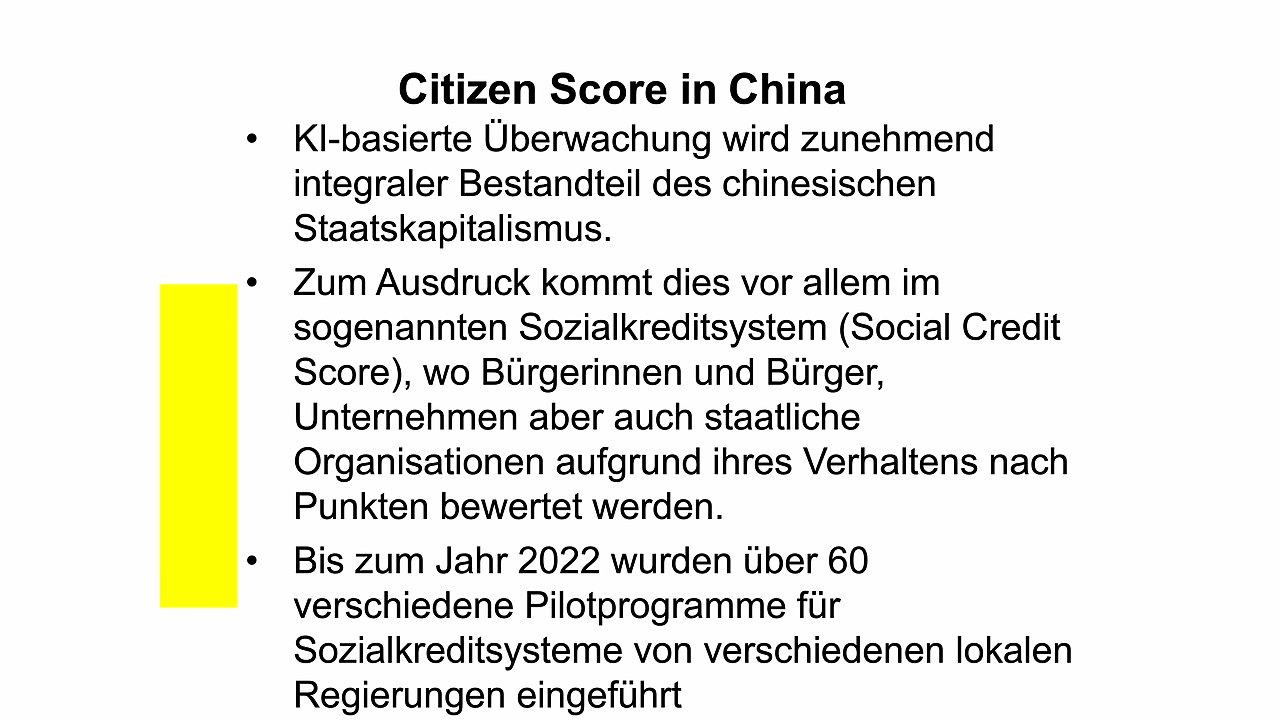 Citizen Score in China
• KI-basierte Überwachung wird zunehmend
integraler Bestandteil des chinesischen
Staatskapitalismus.
• Zum Ausdruck kommt dies vor allem im
sogenannten Sozialkreditsystem (Social Credit
Score), wo Bürgerinnen und Bürger,
Unternehmen aber auch staatliche
Organisationen aufgrund ihres Verhaltens nach
Punkten bewertet werden.
• Bis zum Jahr 2022 wurden über 60
verschiedene Pilotprogramme für
Sozialkreditsysteme von verschiedenen lokalen
Regierungen eingeführt